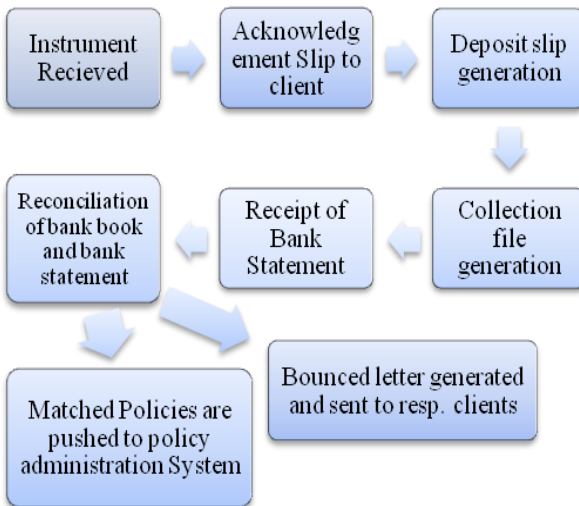 Instrument
Recieved
Acknowledg
ement Slip to
client
Deposit slip
generation
Collection
file
generation
Receipt of
Bank
Statement
Reconciliation
of bank book
and bank
statement
Matched Policies are
pushed to policy
administration System
Bounced letter generated
and sent to resp. clients